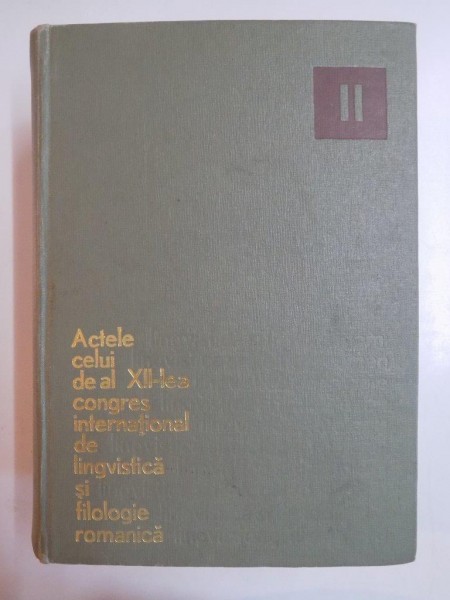 II
Actele
celui
de al XII-lea
congres
internațional
de
lingvistică
și
filologie
romanică